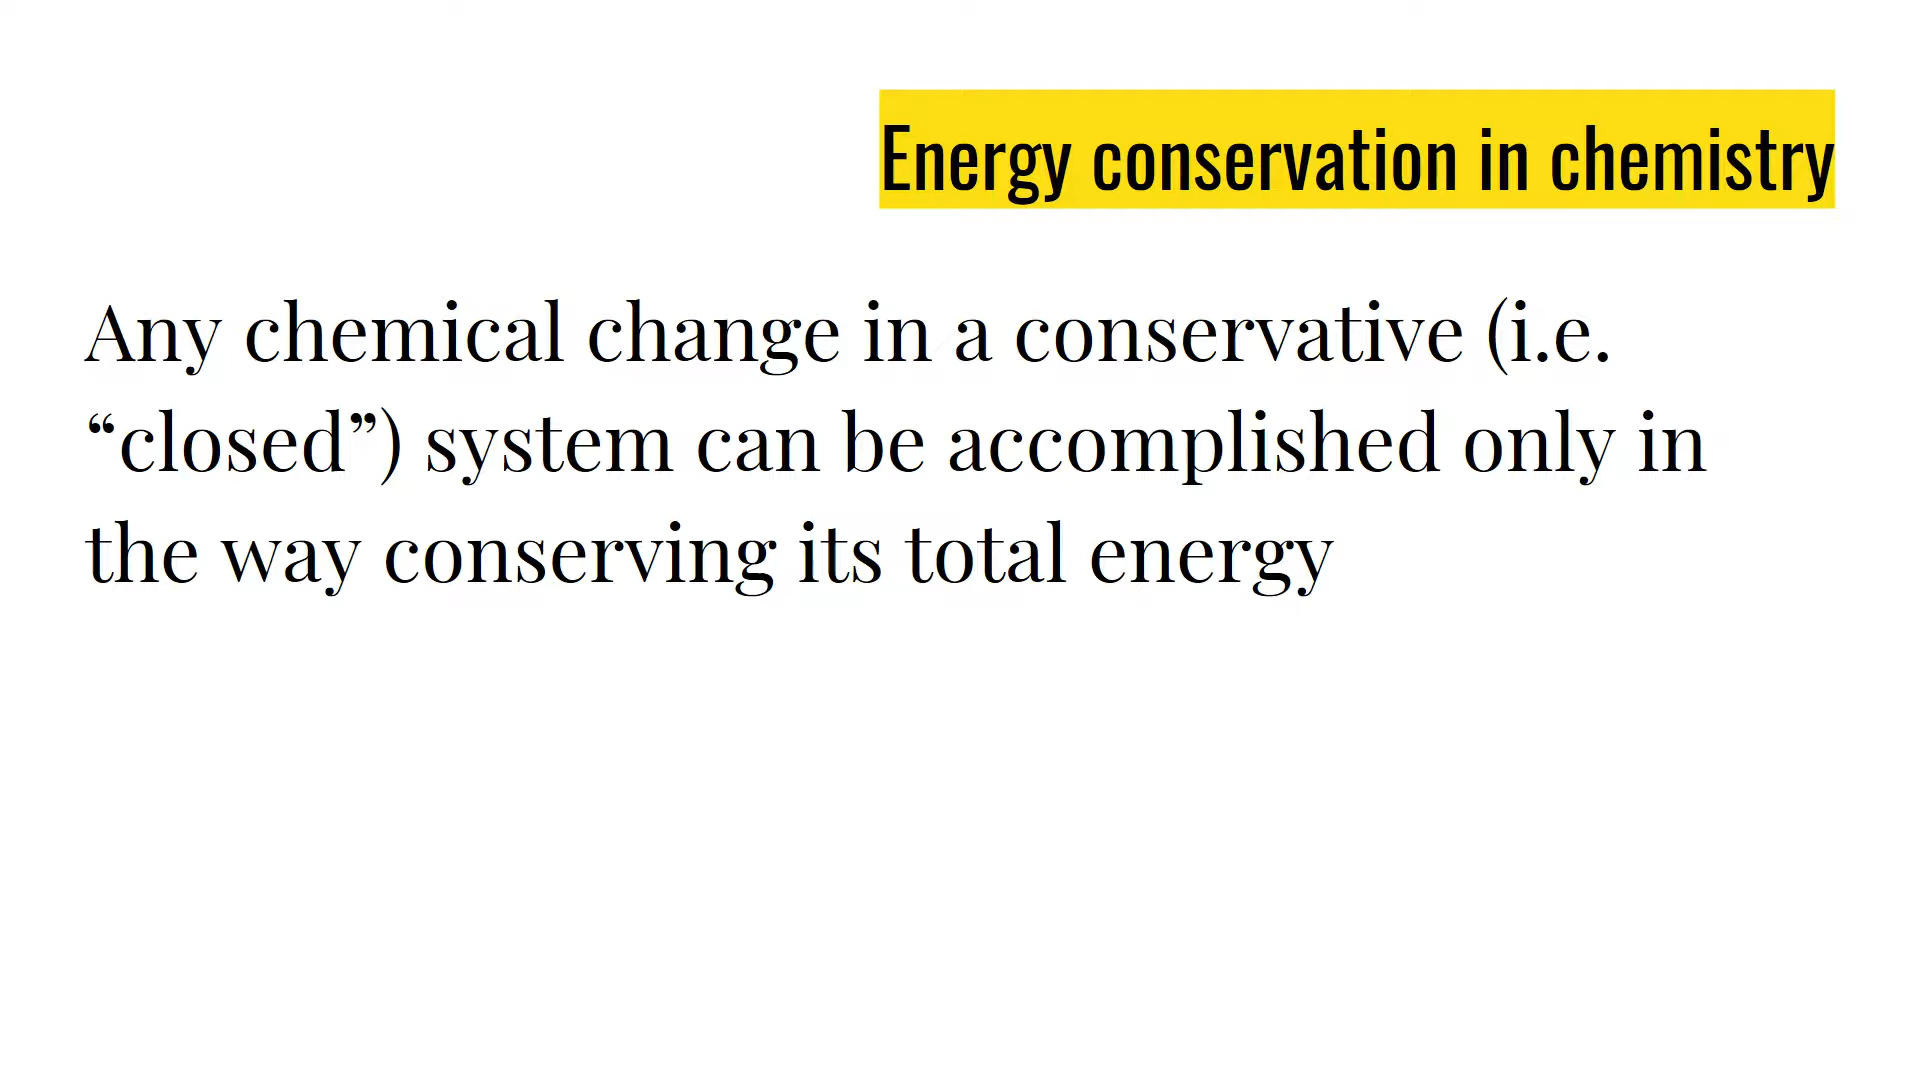 Energy conservation in chemistry
Any chemical change in a conservative (i.e.
“closed”) system can be accomplished only in
the way conserving its total energy